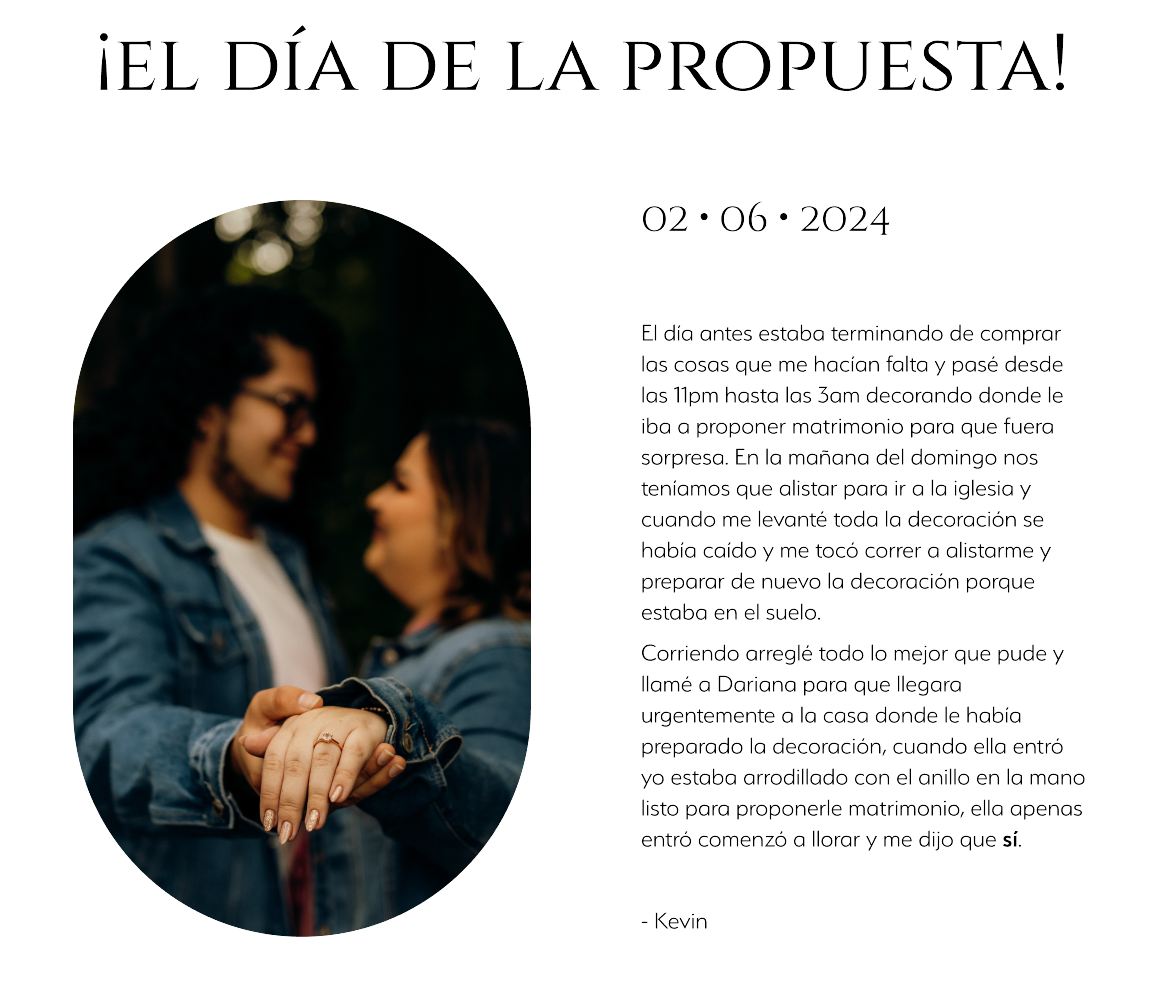 ¡EL DÍA DE LA PROPUESTA!
02 • 06 • 2024
El día antes estaba terminando de comprar
las cosas que me hacían falta y pasé desde
las 11pm hasta las 3am decorando donde le
iba a proponer matrimonio para que fuera
sorpresa. En la mañana del domingo nos
teníamos que alistar para ir a la iglesia y
cuando me levanté toda la decoración se
había caído y me tocó correr a alistarme y
preparar de nuevo la decoración porque
estaba en el suelo.
Corriendo arreglé todo lo mejor que pude y
llamé a Dariana para que llegara
urgentemente a la casa donde le había
preparado la decoración, cuando ella entró
yo estaba arrodillado con el anillo en la mano
listo para proponerle matrimonio, ella apenas
entró comenzó a llorar y me dijo que sí.
- Kevin